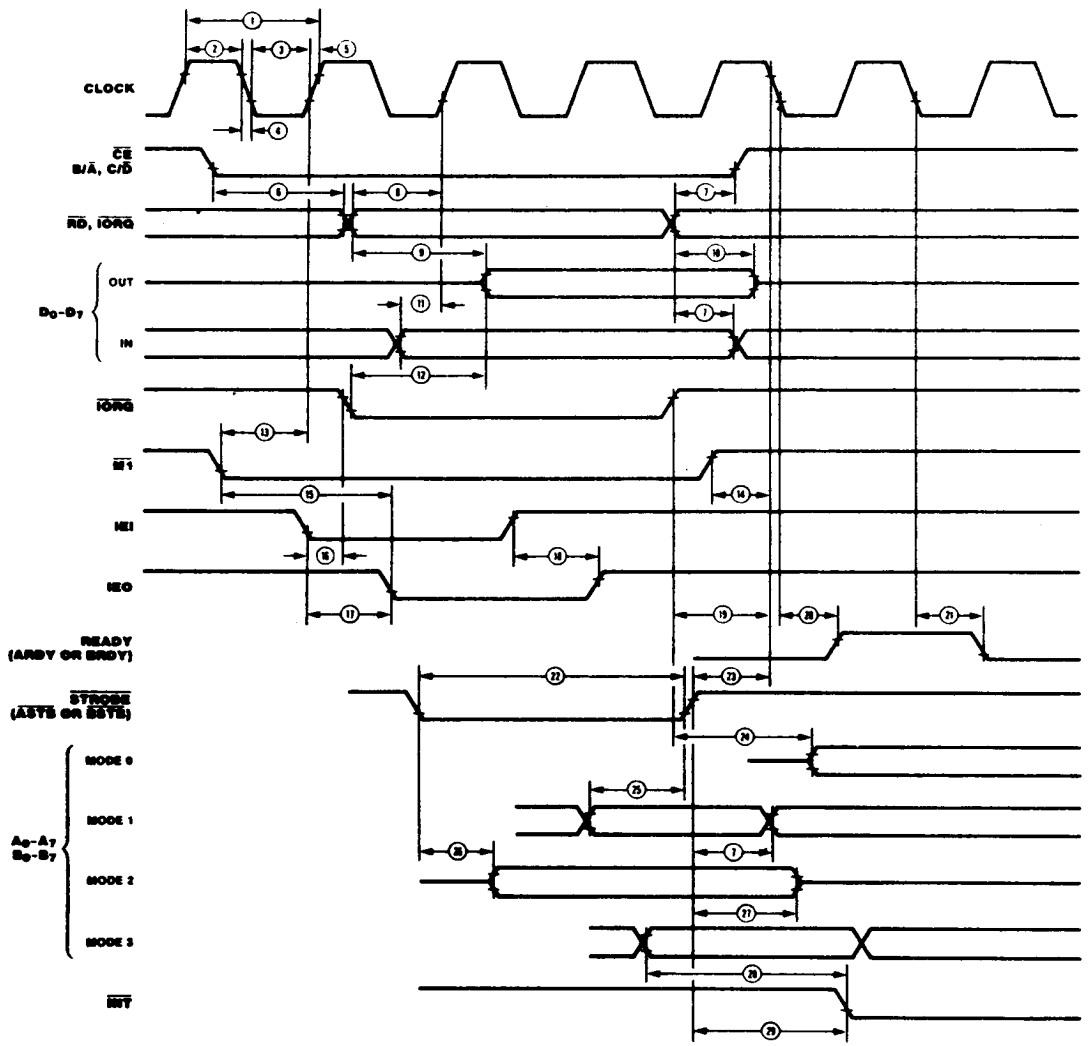 1
2
3
5
CLOCK
4
CE
B/A, C/D
6
8
7
RD, IORQ
9
10
OUT
D0-D7
11
7
IN
12
IORQ
13
M1
15
14
IEI
16
18
IEO
17
19
20
21
READY
(ARDY OR BRDY)
22
23
STROBE
(ASTB OR BSTB)
24
MODE 0
25
MODE 1
A0-A7
B0-B7
26
7
MODE 2
27
MODE 3
28
INT
29